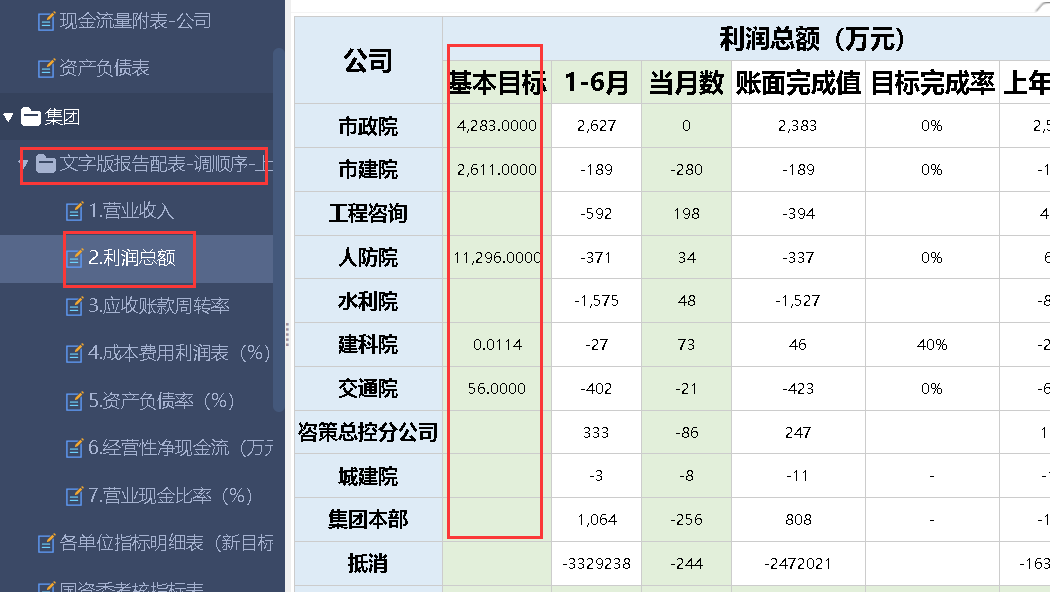 现金流量附表-公司
资产负债表
集团
文字版报告配表-调顺序-上
1.营业收入
2.利润总额
3.应收账款周转率
4.成本费用利润表（%）
5.资产负债率（%）
6.经营性净现金流（万元
7.营业现金比率（%）
各单位指标明细表（新目标
国资委考核指标表
公司 利润总额（万元）
基本目标 1-6月 当月数 账面完成值 目标完成率 上年
市政院 4,283.0000 2,627 0 2,383 0% 2,5
市建院 2,611.0000 -189 -280 -189 0% -1
工程咨询 -592 198 -394 4
人防院 11,296.0000 -371 34 -337 0% 6
水利院 -1,575 48 -1,527 -8
建科院 0.0114 -27 73 46 40% -2
交通院 56.0000 -402 -21 -423 0% -6
咨策总控分公司 333 -86 247 1
城建院 -3 -8 -11 - -
集团本部 1,064 -256 808 - -1
抵消 -3329238 -244 -2472021 -163